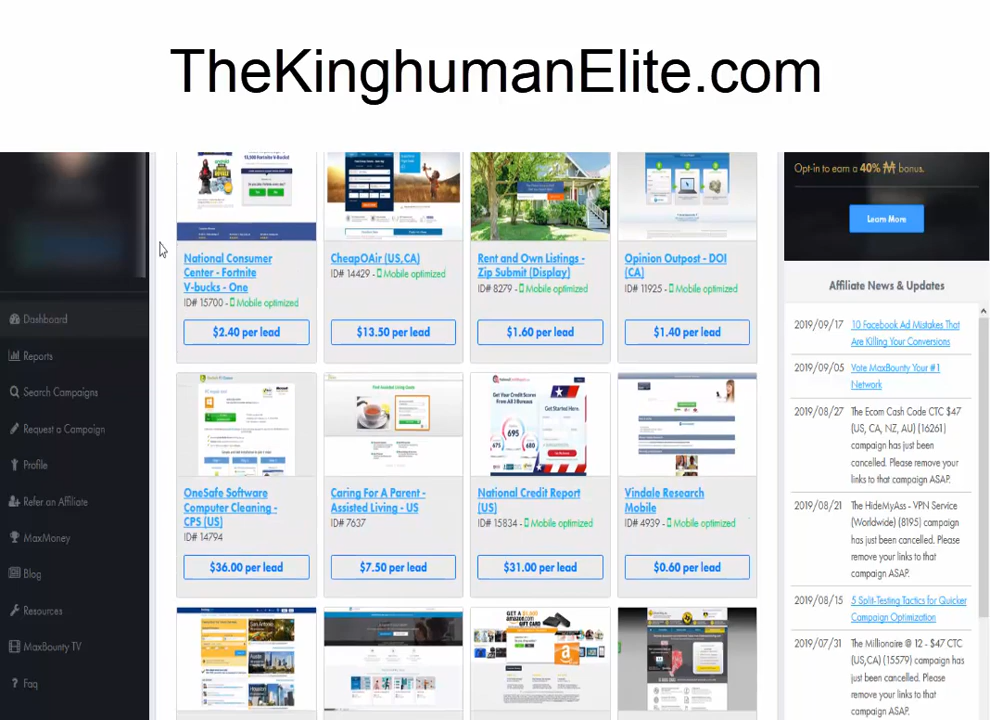 TheKinghumanElite.com
Opt-in to earn a 40% bonus.
Learn More
National Consumer
Center - Fortnite
V-bucks - One
ID# 15700 - Mobile optimized
$2.40 per lead
CheapOAir (US,CA)
ID# 14429 - Mobile optimized
$13.50 per lead
Rent and Own Listings -
Zip Submit (Display)
ID# 8279 - Mobile optimized
$1.60 per lead
Opinion Outpost - DOI
(CA)
ID# 11925 - Mobile optimized
$1.40 per lead
Dashboard
Reports
Search Campaigns
Request a Campaign
Profile
Refer an Affiliate
MaxMoney
Blog
Resources
MaxBounty TV
Faq
OneSafe Software
Computer Cleaning -
CPS (US)
ID# 14794
$36.00 per lead
Caring For A Parent -
Assisted Living - US
ID# 7637
$7.50 per lead
National Credit Report
(US)
ID# 15834 - Mobile optimized
$31.00 per lead
Vindale Research
Mobile
ID# 4939 - Mobile optimized
$0.60 per lead
Affiliate News & Updates
2019/09/17 10 Facebook Ad Mistakes That
Are Killing Your Conversions
2019/09/05 Vote MaxBounty Your #1
Network
2019/08/27 The Ecom Cash Code CTC $47
(US, CA, NZ, AU) (16261)
campaign has just been
cancelled. Please remove your
links to that campaign ASAP.
2019/08/21 The HideMyAss - VPN Service
(Worldwide) (8195) campaign
has just been cancelled. Please
remove your links to that
campaign ASAP.
2019/08/15 5 Split-Testing Tactics for Quicker
Campaign Optimization
2019/07/31 The Millionaire @ 12 - $47 CTC
(US,CA) (15579) campaign has
just been cancelled. Please
remove your links to that